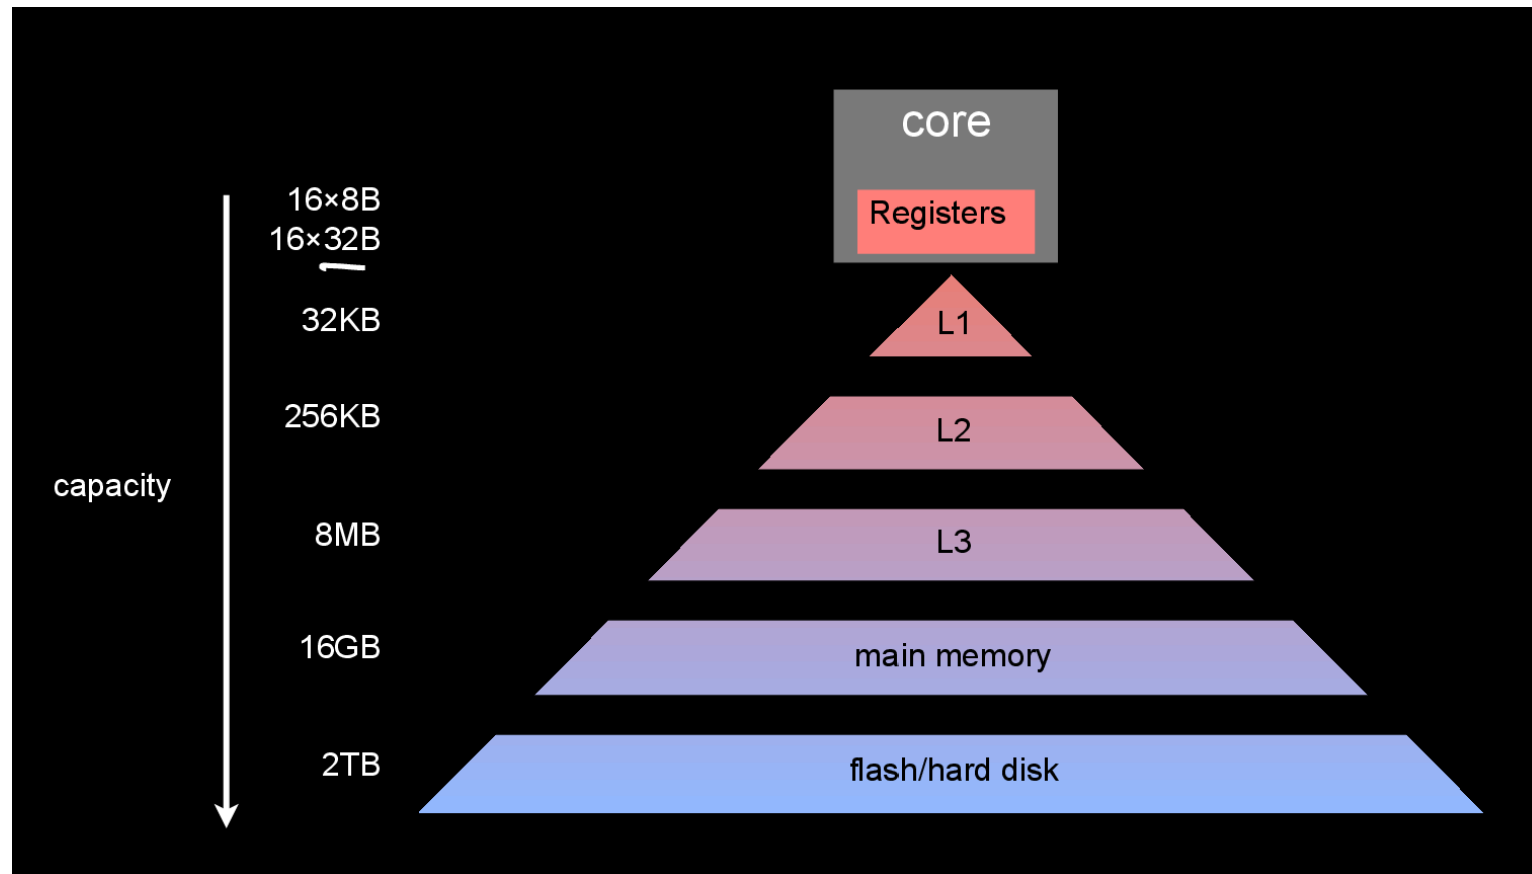 core
Registers
16×8B
16×32B
32KB
L1
256KB
L2
capacity
8MB
L3
16GB
main memory
2TB
flash/hard disk